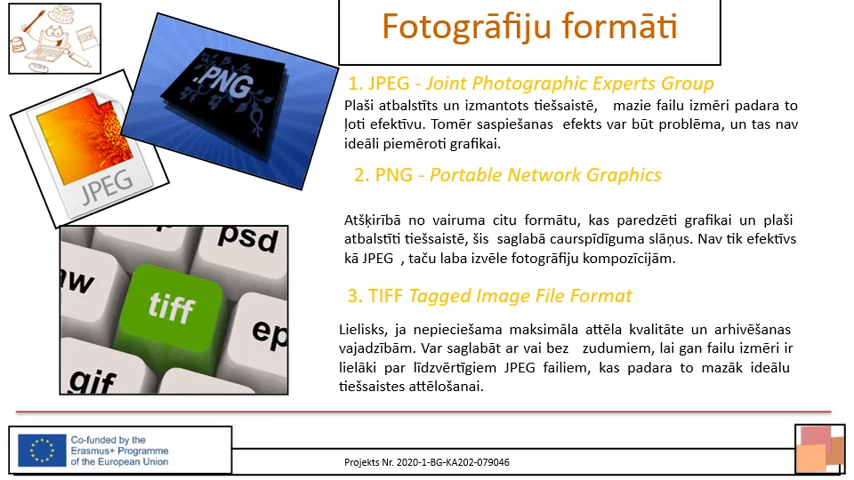 Fotogrāfiju formāti
.PNG
JPEG
1. JPEG - Joint Photographic Experts Group
Plaši atbalstīts un izmantots tiešsaistē, mazie failu izmēri padara to
ļoti efektīvu. Tomēr saspiešanas efekts var būt problēma, un tas nav
ideāli piemēroti grafikai.
2. PNG - Portable Network Graphics
Atšķirībā no vairuma citu formātu, kas paredzēti grafikai un plaši
atbalstīti tiešsaistē, šis saglabā caurspīdīguma slāņus. Nav tik efektīvs
kā JPEG , taču laba izvēle fotogrāfiju kompozīcijām.
psd
tiff
ep
gif
3. TIFF Tagged Image File Format
Lielisks, ja nepieciešama maksimāla attēla kvalitāte un arhivēšanas
vajadzībām. Var saglabāt ar vai bez zudumiem, lai gan failu izmēri ir
lielāki par līdzvērtīgiem JPEG failiem, kas padara to mazāk ideālu
tiešsaistes attēlošanai.
Co-funded by the
Erasmus+ Programme
of the European Union
Projekts Nr. 2020-1-BG-KA202-079046